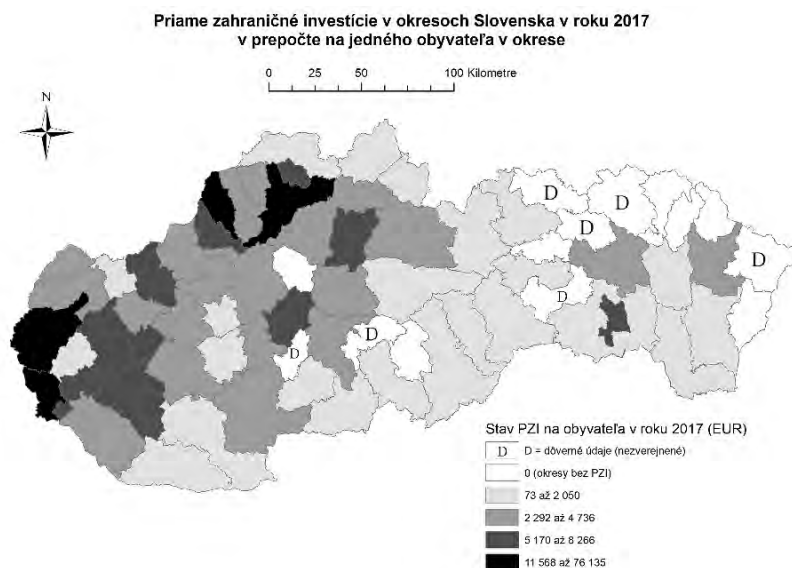 Priame zahraničné investície v okresoch Slovenska v roku 2017
v prepočte na jedného obyvateľa v okrese
0 25 50 100 Kilometre
N
D
D
D
D
D
D
D
Stav PZI na obyvateľa v roku 2017 (EUR)
D D = dôverné údaje (nezverejnené)
0 (okresy bez PZI)
73 až 2 050
2 292 až 4 736
5 170 až 8 266
11 568 až 76 135